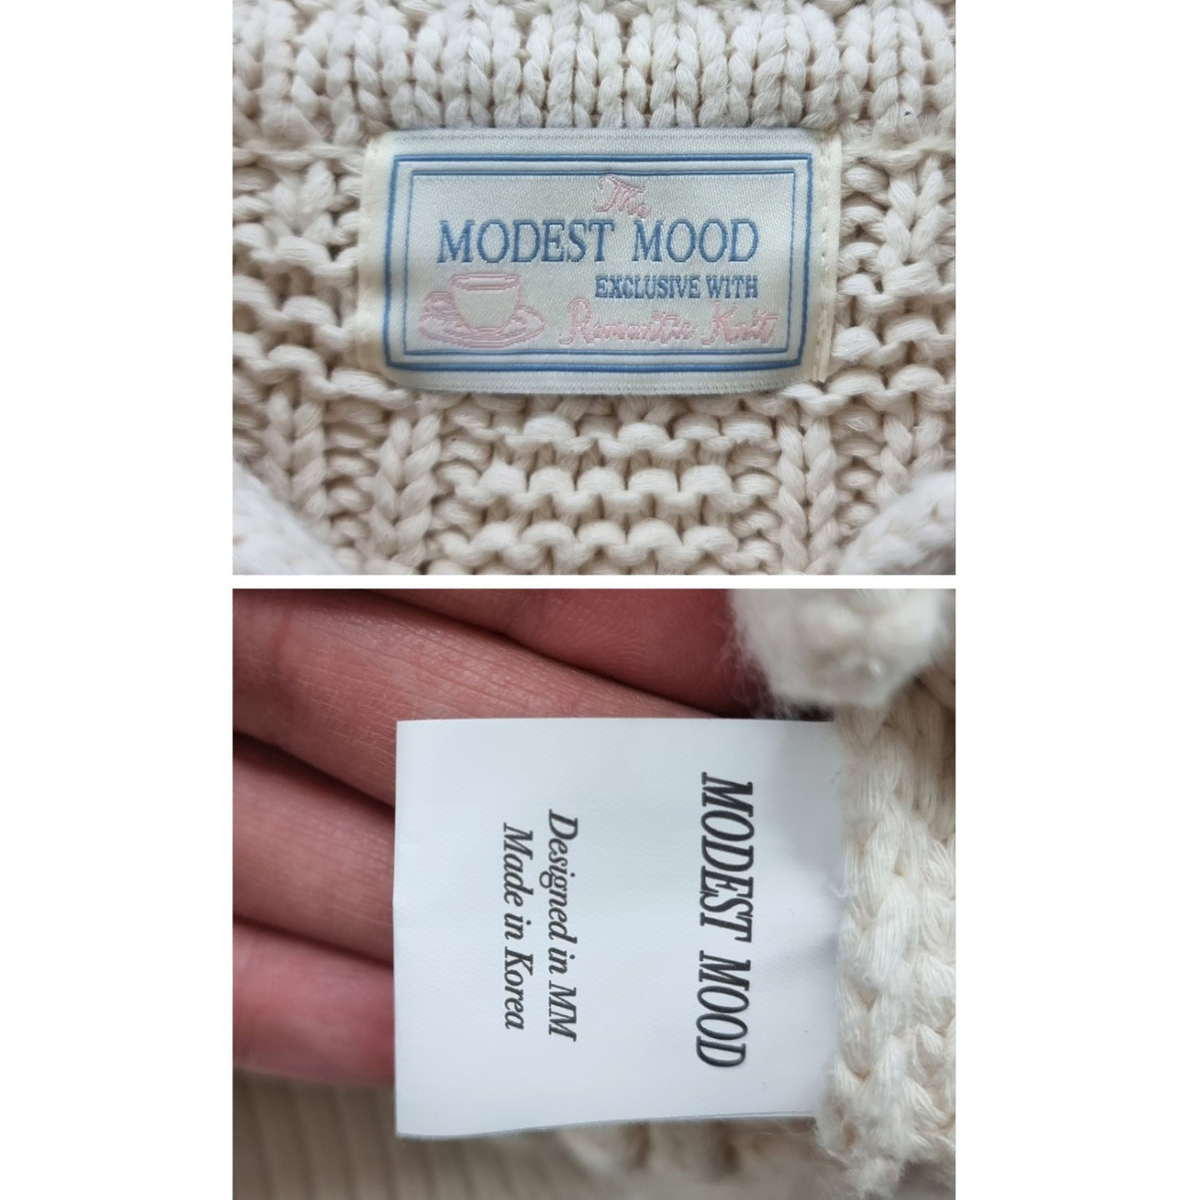 The
MODEST MOOD
EXCLUSIVE WITH
Romantic Knit
MODEST MOOD
Designed in MM
Made in Korea